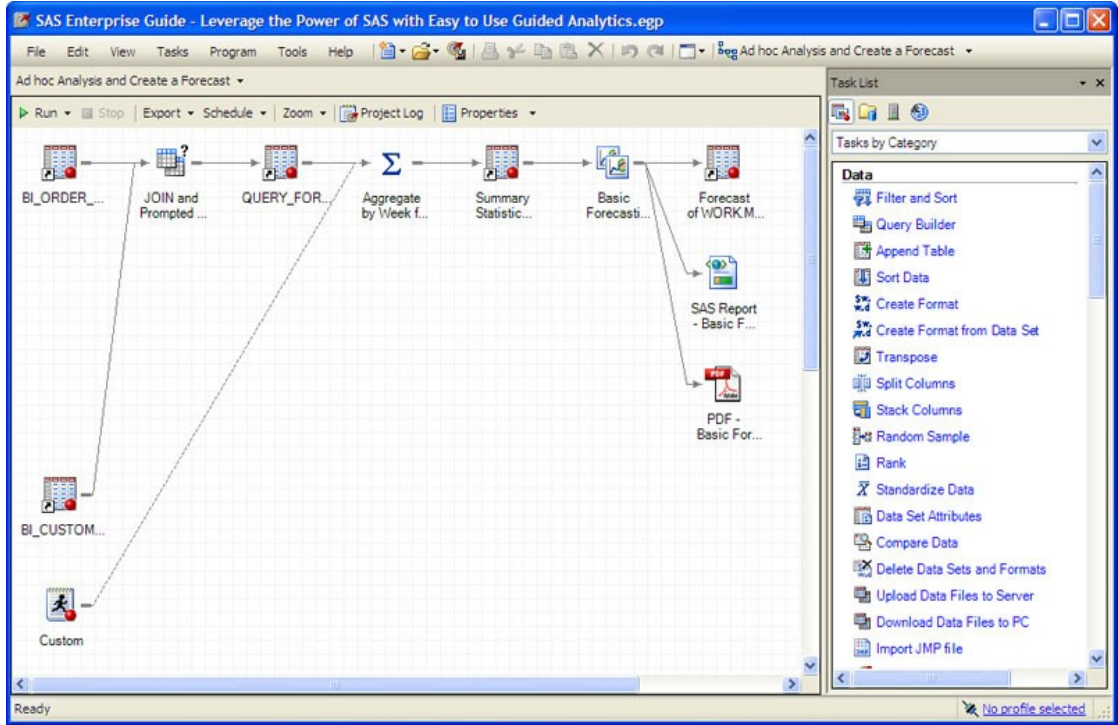 SAS Enterprise Guide - Leverage the Power of SAS with Easy to Use Guided Analytics.egp
File Edit View Tasks Program Tools Help Ad hoc Analysis and Create a Forecast
Ad hoc Analysis and Create a Forecast
Task List
Run Stop Export Schedule Zoom Project Log Properties
Tasks by Category
BI_ORDER_...
JOIN and
Prompted ...
QUERY_FOR...
Aggregate
by Week f...
Summary
Statistic...
Basic
Forecasti...
Forecast
of WORK.M...
SAS Report
- Basic F...
PDF
Adobe
PDF -
Basic For...
BI_CUSTOM...
Custom
Data
Filter and Sort
Query Builder
Append Table
Sort Data
Create Format
Create Format from Data Set
Transpose
Split Columns
Stack Columns
Random Sample
Rank
Standardize Data
Data Set Attributes
Compare Data
Delete Data Sets and Formats
Upload Data Files to Server
Download Data Files to PC
Import JMP file
Ready
No profile selected